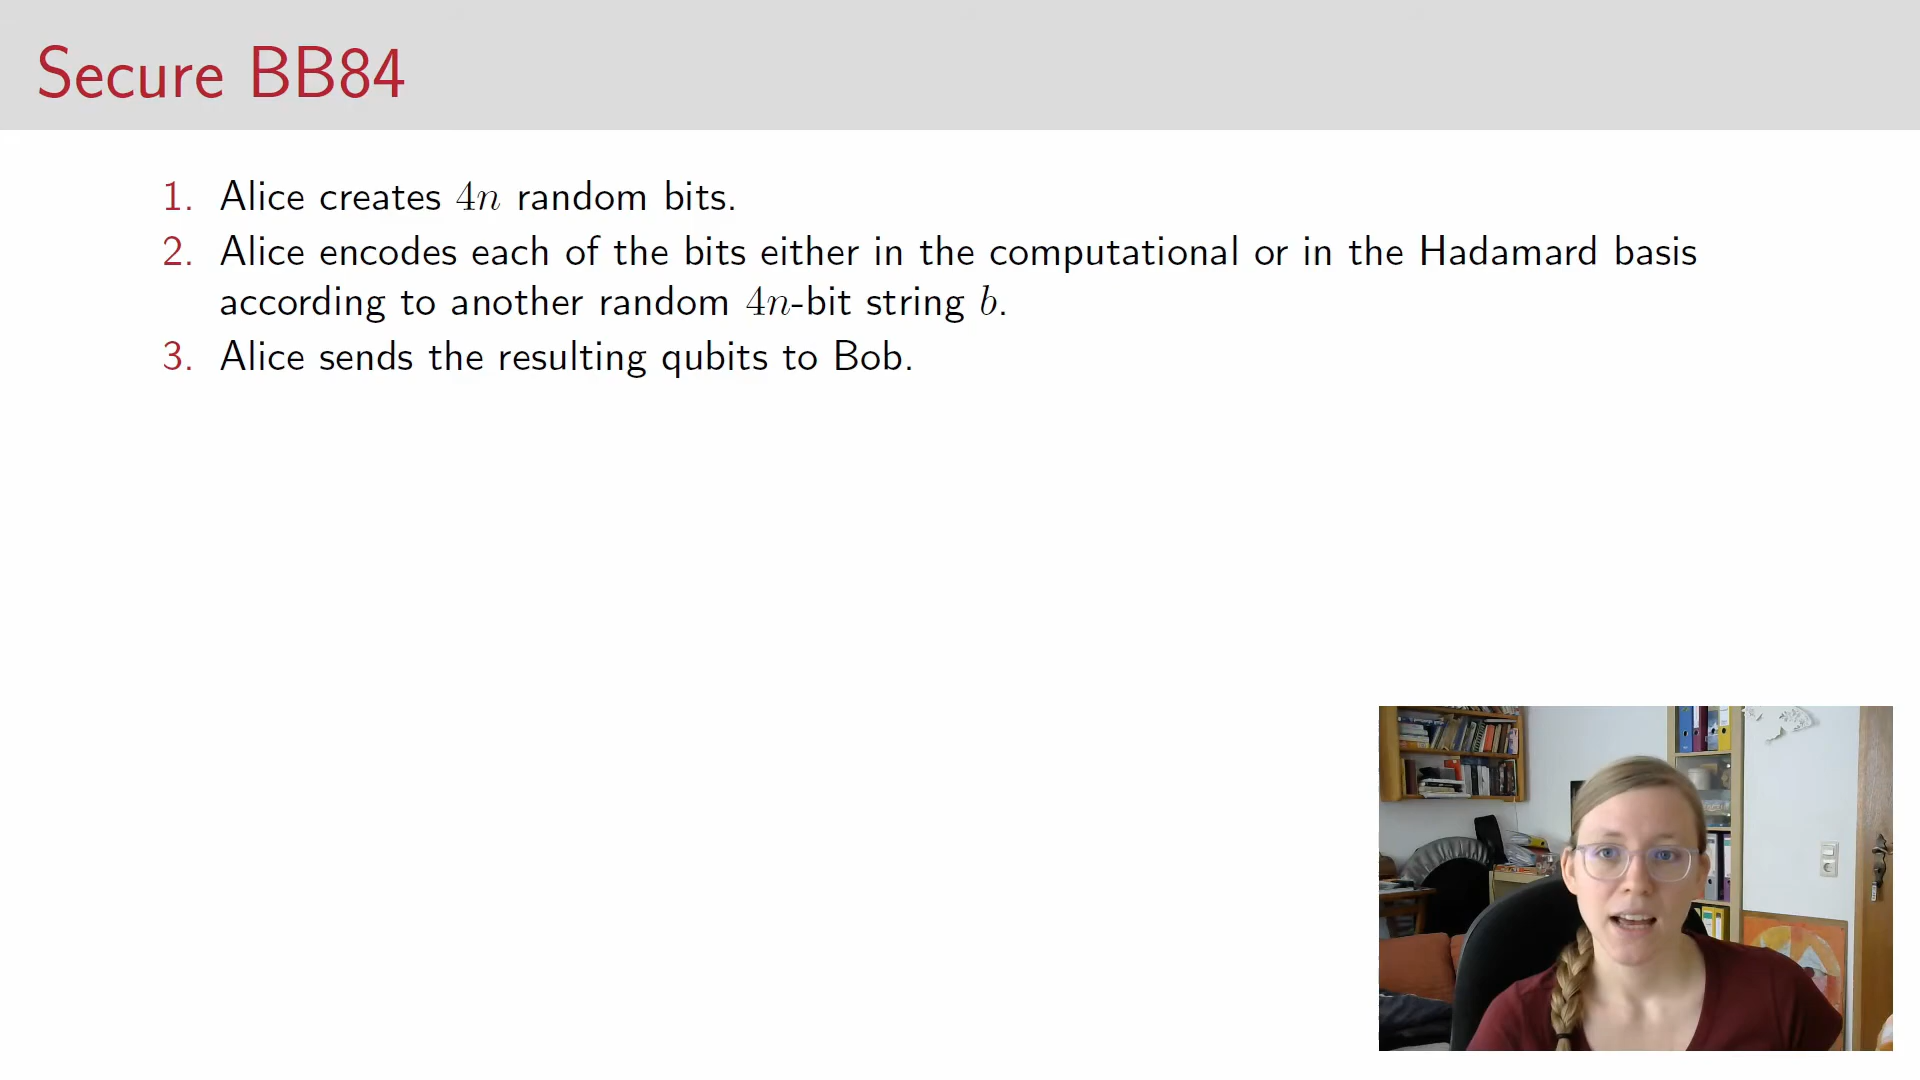 Secure BB84
1. Alice creates 4n random bits.
2. Alice encodes each of the bits either in the computational or in the Hadamard basis
according to another random 4n-bit string b.
3. Alice sends the resulting qubits to Bob.